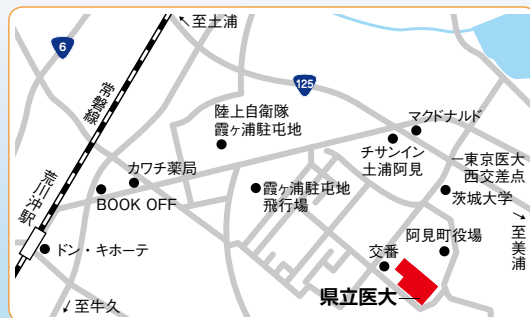 至土浦
6
125
常磐線
陸上自衛隊
霞ヶ浦駐屯地
マクドナルド
チサンイン
土浦阿見
東京医大
西交差点
カワチ薬局
BOOK OFF
霞ヶ浦駐屯地
飛行場
茨城大学
荒川沖駅
ドン・キホーテ
阿見町役場
至美浦
交番
県立医大
至牛久